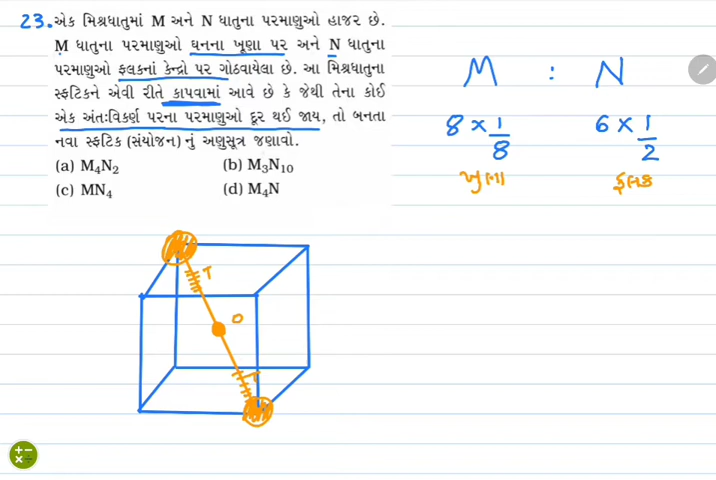 23. એક મિશ્રધાતુમાં M અને N ધાતુના પરમાણુઓ હાજર છે.
M ધાતુના પરમાણુઓ ઘનના ખૂણા પર અને N ધાતુના
પરમાણુઓ ફલકનાં કેન્દ્રો પર ગોઠવાયેલા છે. આ મિશ્રધાતુના
સ્ફટિકને એવી રીતે કાપવામાં આવે છે કે જેથી તેના કોઈ
એક અંતઃવિકર્ણ પરના પરમાણુઓ દૂર થઈ જાય, તો બનતા
નવા સ્ફટિક (સંયોજન) નું અણુસૂત્ર જણાવો.
(a) M₄N₂ (b) M₃N₁₀
(c) MN₄ (d) M₄N
M : N
8 × 1/8 6 × 1/2
ખુણા ફલક
T
O
T